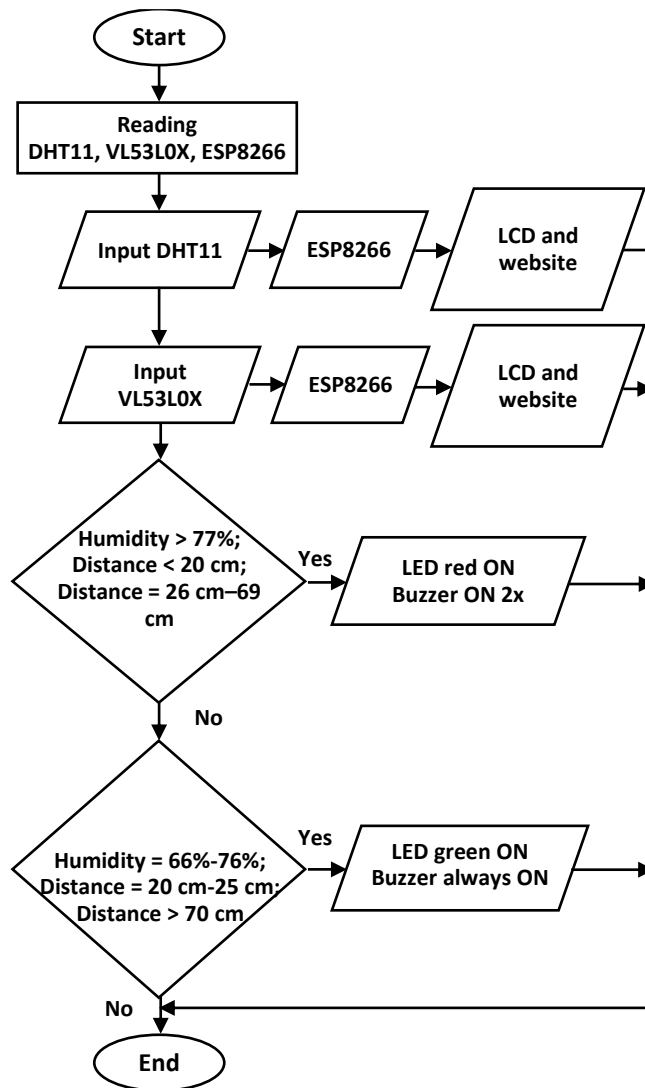 Start
Reading
DHT11, VL53L0X, ESP8266
Input DHT11
ESP8266
LCD and
website
Input
VL53L0X
ESP8266
LCD and
website
Humidity > 77%;
Distance < 20 cm;
Distance = 26 cm–69
cm
Yes
LED red ON
Buzzer ON 2x
No
Humidity = 66%-76%;
Distance = 20 cm-25 cm;
Distance > 70 cm
Yes
LED green ON
Buzzer always ON
No
End